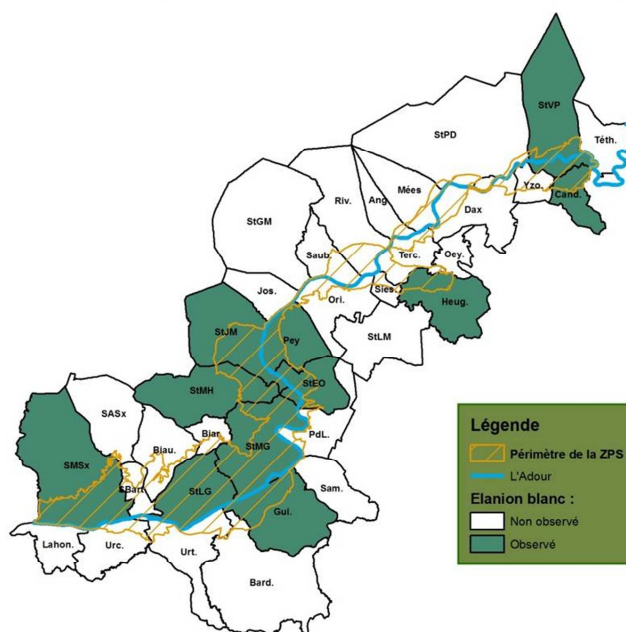 StVP
StPD
Téth.
Mées
Yzo.
Cand.
Riv.
Ang
Dax
StGM
Saub.
Terc.
Oey.
Jos.
Ori.
Sies.
Heug.
StJM
Pey
StLM
StMH
StEO
SASx
Biar
StMG
PdL.
Biau.
SMSx
SBart
StLG
Sam.
Gul.
Lahon.
Urc.
Urt.
Bard.
Légende
Périmètre de la ZPS
L'Adour
Elanion blanc :
Non observé
Observé